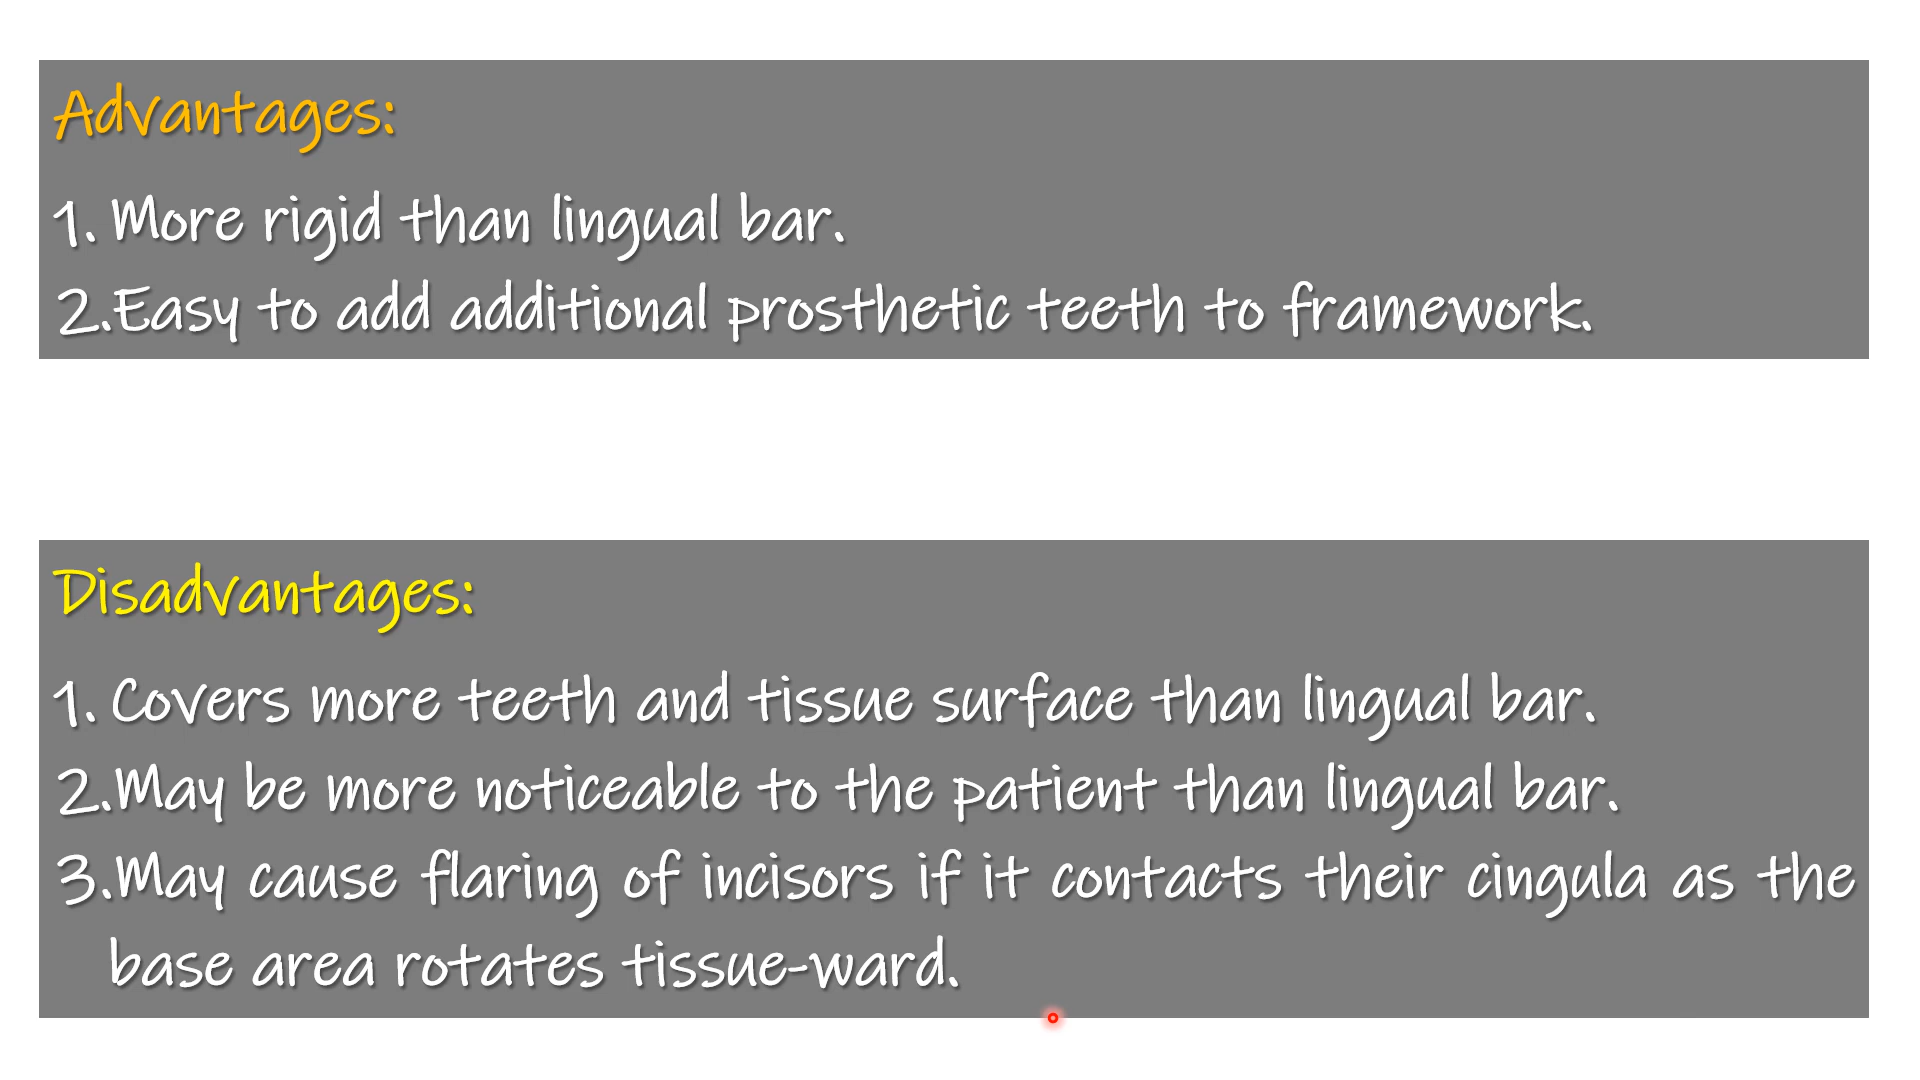 Advantages:
1. More rigid than lingual bar.
2.Easy to add additional prosthetic teeth to framework.
Disadvantages:
1. Covers more teeth and tissue surface than lingual bar.
2.May be more noticeable to the patient than lingual bar.
3.May cause flaring of incisors if it contacts their cingula as the
base area rotates tissue-ward.